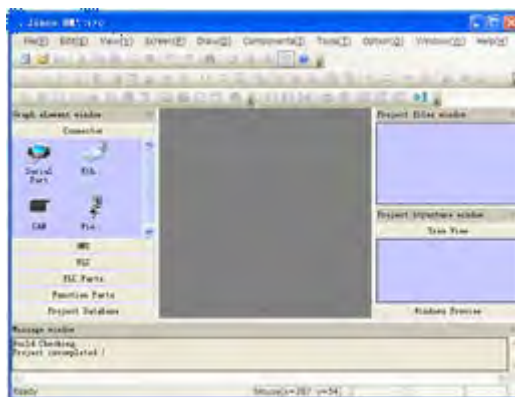 File(F) Edit(E) View(V) Screen(S) Draw(D) Components(T) Tools(T) Option(O) Window(W) Help(H)
Graph element window
Connector
Serial Port
CAN
HMI
PLC
PLC Parts
Function Parts
Project Database
Project files window
Project structure window
Tree View
Windows Preview
Message window
Build Checking
Project incompleted !
Ready